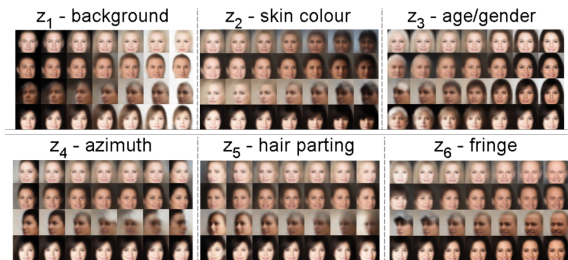 z1 - background
z2 - skin colour
z3 - age/gender
z4 - azimuth
z5 - hair parting
z6 - fringe